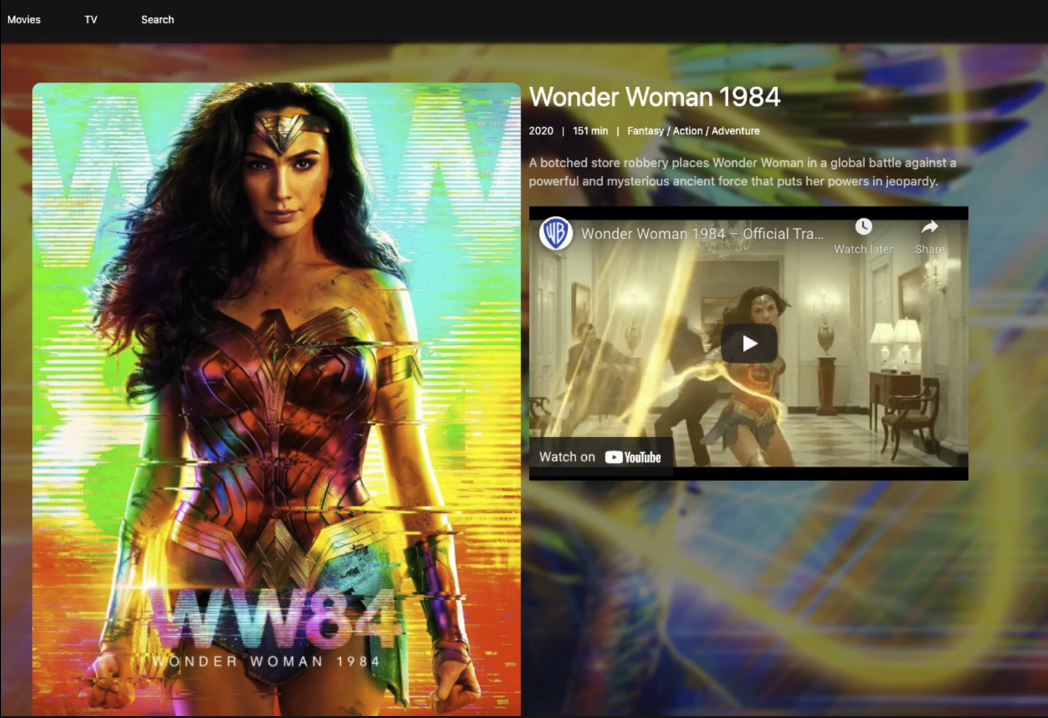 Movies TV Search
Wonder Woman 1984
2020 | 151 min | Fantasy / Action / Adventure
A botched store robbery places Wonder Woman in a global battle against a
powerful and mysterious ancient force that puts her powers in jeopardy.
WB Wonder Woman 1984 – Official Tra...
Watch later Share
Watch on YouTube
WW
WW84
WONDER WOMAN 1984